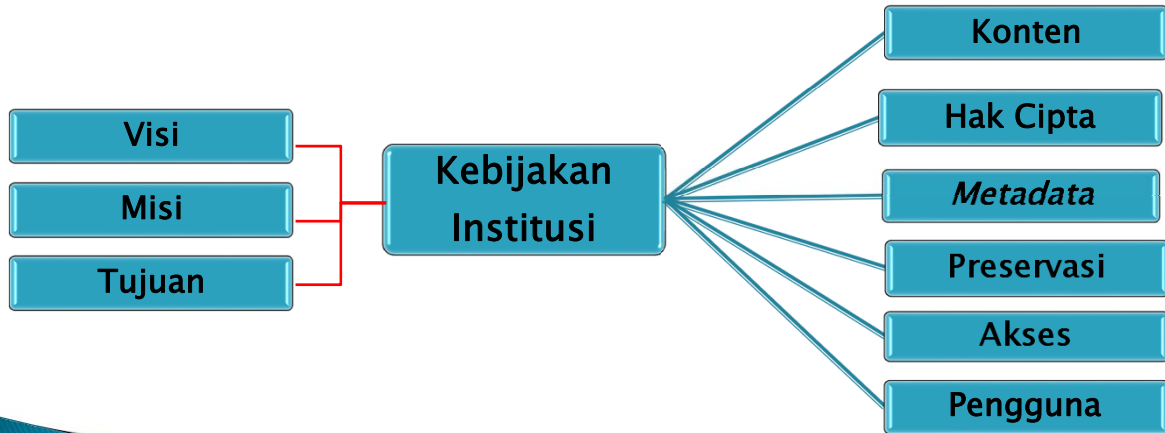 Visi
Misi
Tujuan
Kebijakan
Institusi
Konten
Hak Cipta
Metadata
Preservasi
Akses
Pengguna